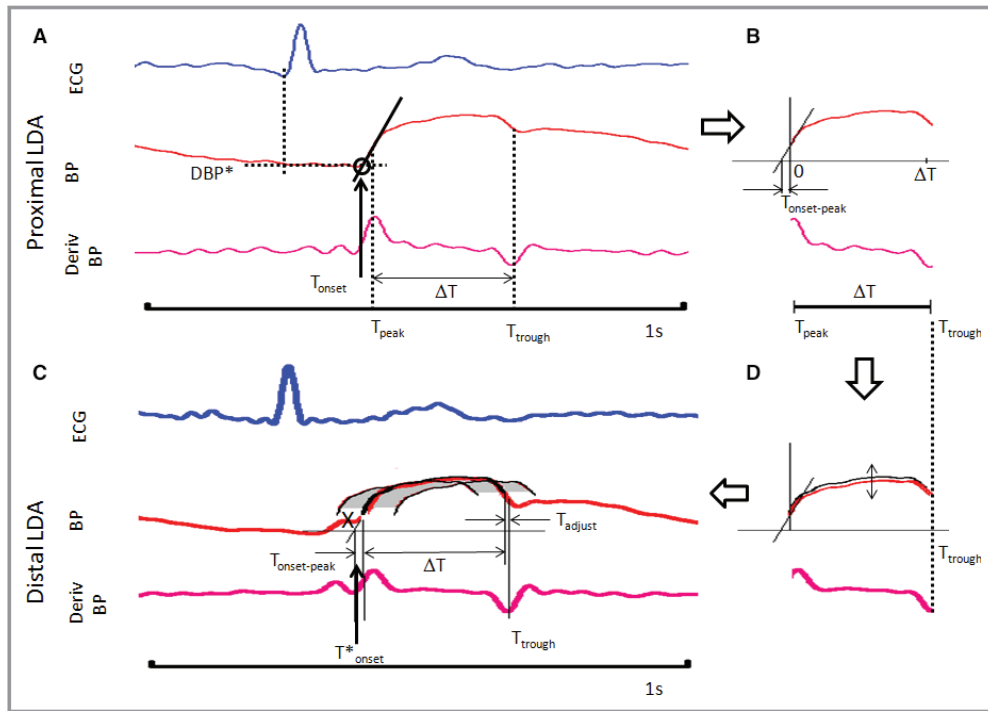 A
B
ECG
Proximal LDA
BP
DBP*
0
ΔT
Tonset-peak
Deriv
BP
Tonset
ΔT
ΔT
Tpeak
Ttrough
1s
Tpeak
Ttrough
C
D
ECG
Distal LDA
BP
X
Tadjust
Tonset-peak
ΔT
Ttrough
Deriv
BP
T*onset
Ttrough
1s